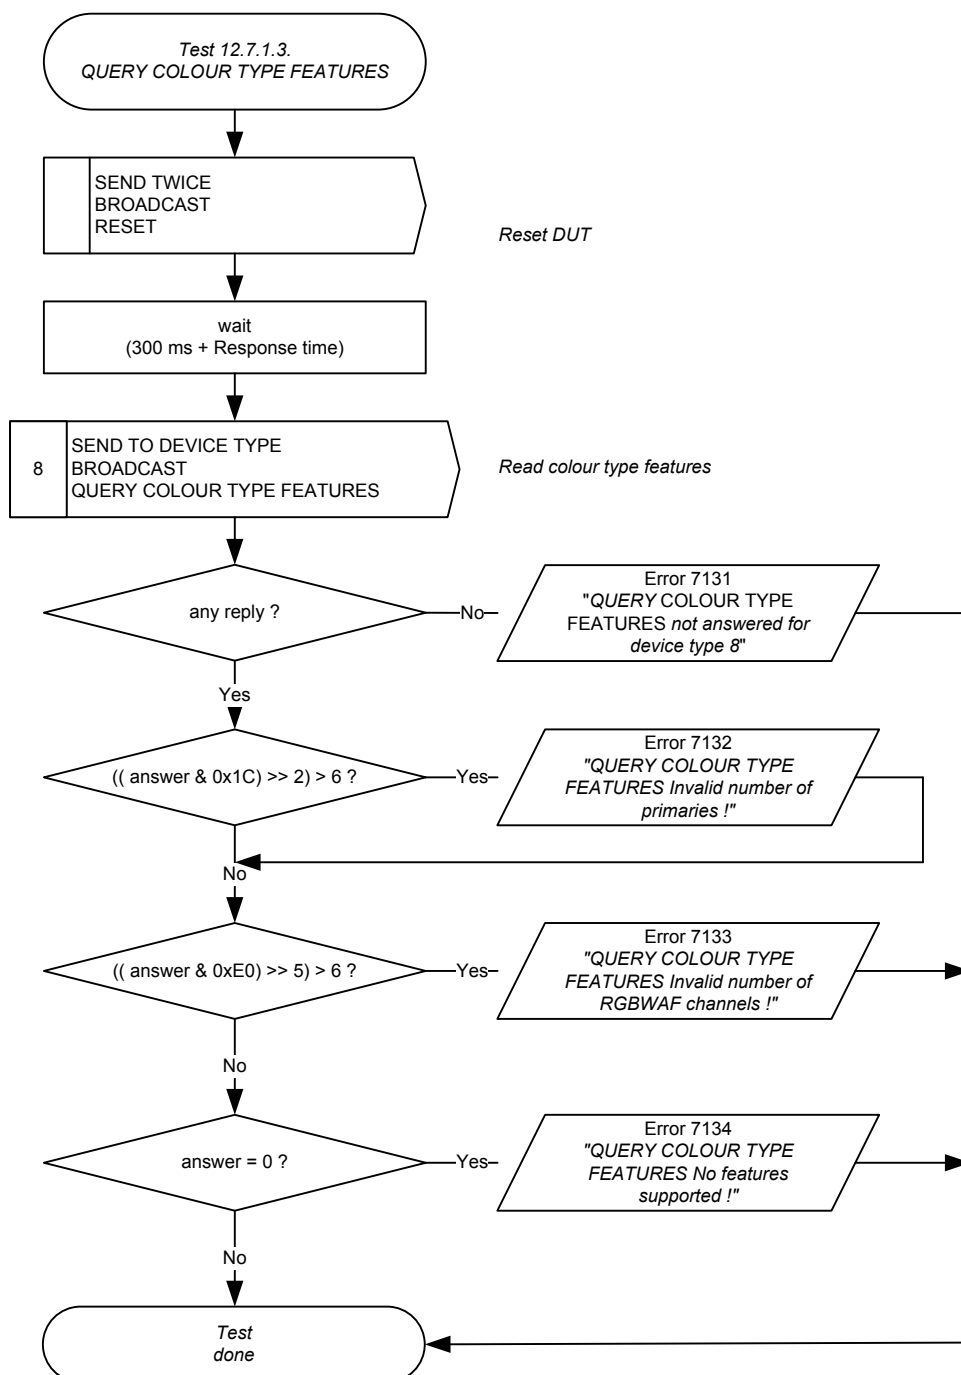 Test 12.7.1.3.
QUERY COLOUR TYPE FEATURES
SEND TWICE
BROADCAST
RESET
Reset DUT
wait
(300 ms + Response time)
8
SEND TO DEVICE TYPE
BROADCAST
QUERY COLOUR TYPE FEATURES
Read colour type features
any reply ?
No
Error 7131
"QUERY COLOUR TYPE
FEATURES not answered for
device type 8"
Yes
(( answer & 0x1C) >> 2) > 6 ?
Yes
Error 7132
"QUERY COLOUR TYPE
FEATURES Invalid number of
primaries !"
No
(( answer & 0xE0) >> 5) > 6 ?
Yes
Error 7133
"QUERY COLOUR TYPE
FEATURES Invalid number of
RGBWAF channels !"
No
answer = 0 ?
Yes
Error 7134
"QUERY COLOUR TYPE
FEATURES No features
supported !"
No
Test
done